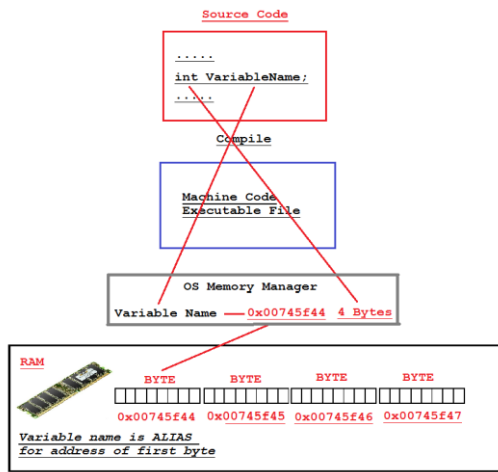 Source Code
.....
int VariableName;
.....
Compile
Machine Code
Executable File
OS Memory Manager
Variable Name 0x00745f44 4 Bytes
RAM
BYTE BYTE BYTE BYTE
0x00745f44 0x00745f45 0x00745f46 0x00745f47
Variable name is ALIAS
for address of first byte